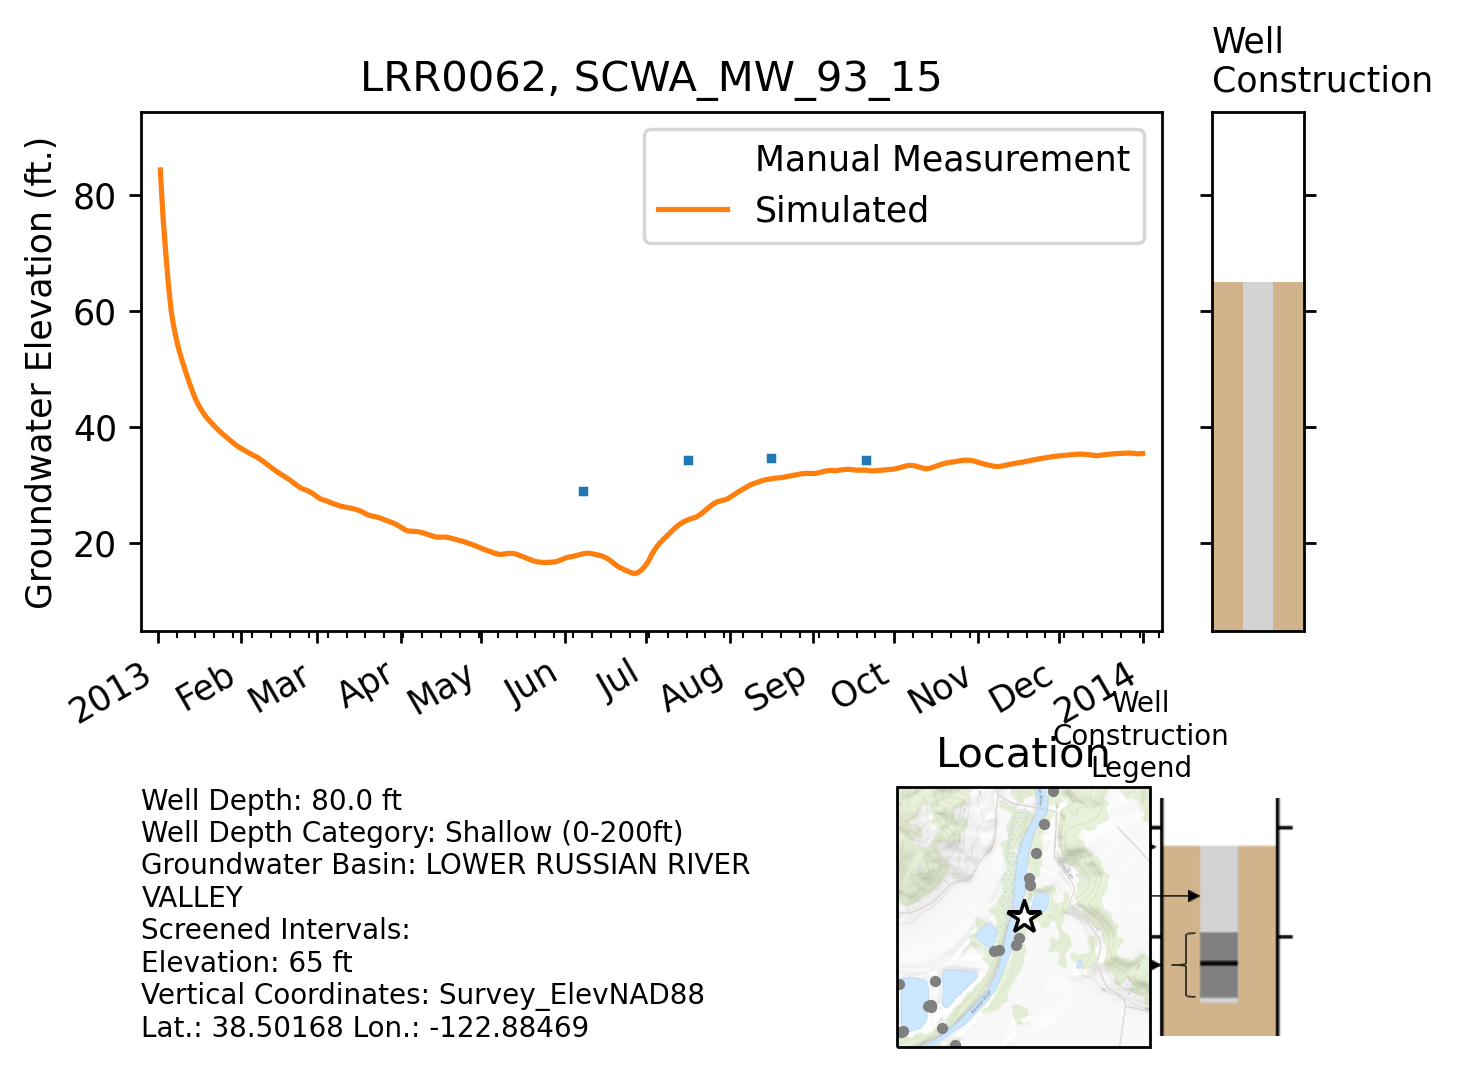 Well
Construction
LRR0062, SCWA_MW_93_15
Groundwater Elevation (ft.)
80
60
40
20
Manual Measurement
Simulated
2013
Feb
Mar
Apr
May
Jun
Jul
Aug
Sep
Oct
Nov
Dec
2014
Well
Construction
Legend
Location
Well Depth: 80.0 ft
Well Depth Category: Shallow (0-200ft)
Groundwater Basin: LOWER RUSSIAN RIVER
VALLEY
Screened Intervals:
Elevation: 65 ft
Vertical Coordinates: Survey_ElevNAD88
Lat.: 38.50168 Lon.: -122.88469